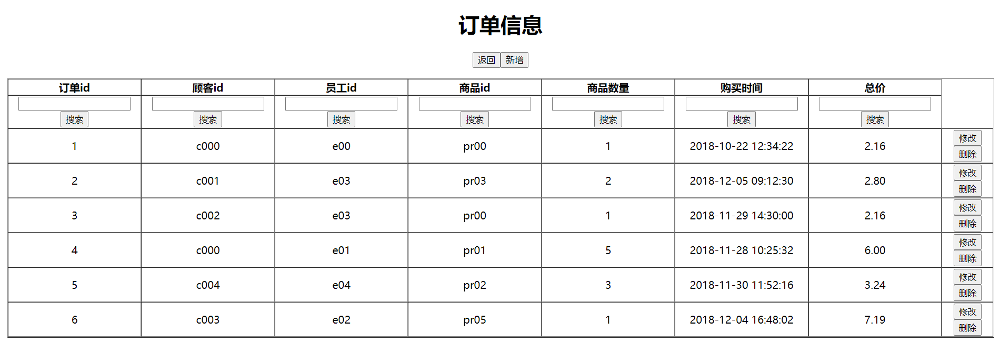 订单信息
返回 新增
订单id 顾客id 员工id 商品id 商品数量 购买时间 总价
搜索 搜索 搜索 搜索 搜索 搜索 搜索
1 c000 e00 pr00 1 2018-10-22 12:34:22 2.16 修改 删除
2 c001 e03 pr03 2 2018-12-05 09:12:30 2.80 修改 删除
3 c002 e03 pr00 1 2018-11-29 14:30:00 2.16 修改 删除
4 c000 e01 pr01 5 2018-11-28 10:25:32 6.00 修改 删除
5 c004 e04 pr02 3 2018-11-30 11:52:16 3.24 修改 删除
6 c003 e02 pr05 1 2018-12-04 16:48:02 7.19 修改 删除